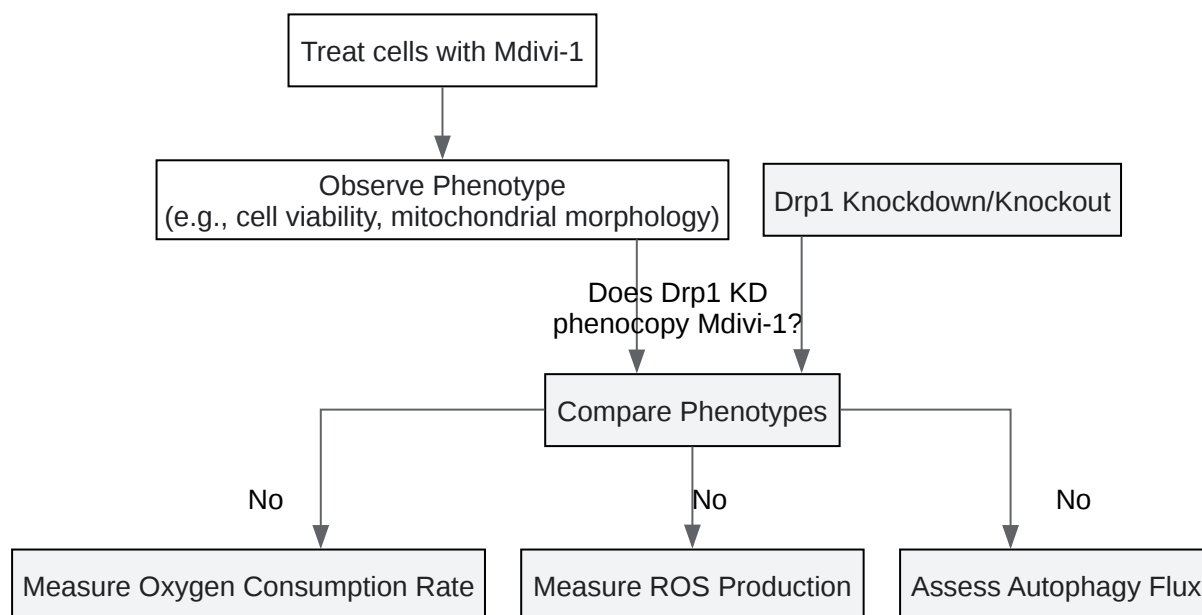 Treat cells with Mdivi-1
Observe Phenotype
(e.g., cell viability, mitochondrial morphology)
Drp1 Knockdown/Knockout
Does Drp1 KD
phenocopy Mdivi-1?
Compare Phenotypes
No
No
No
Measure Oxygen Consumption Rate
Measure ROS Production
Assess Autophagy Flux